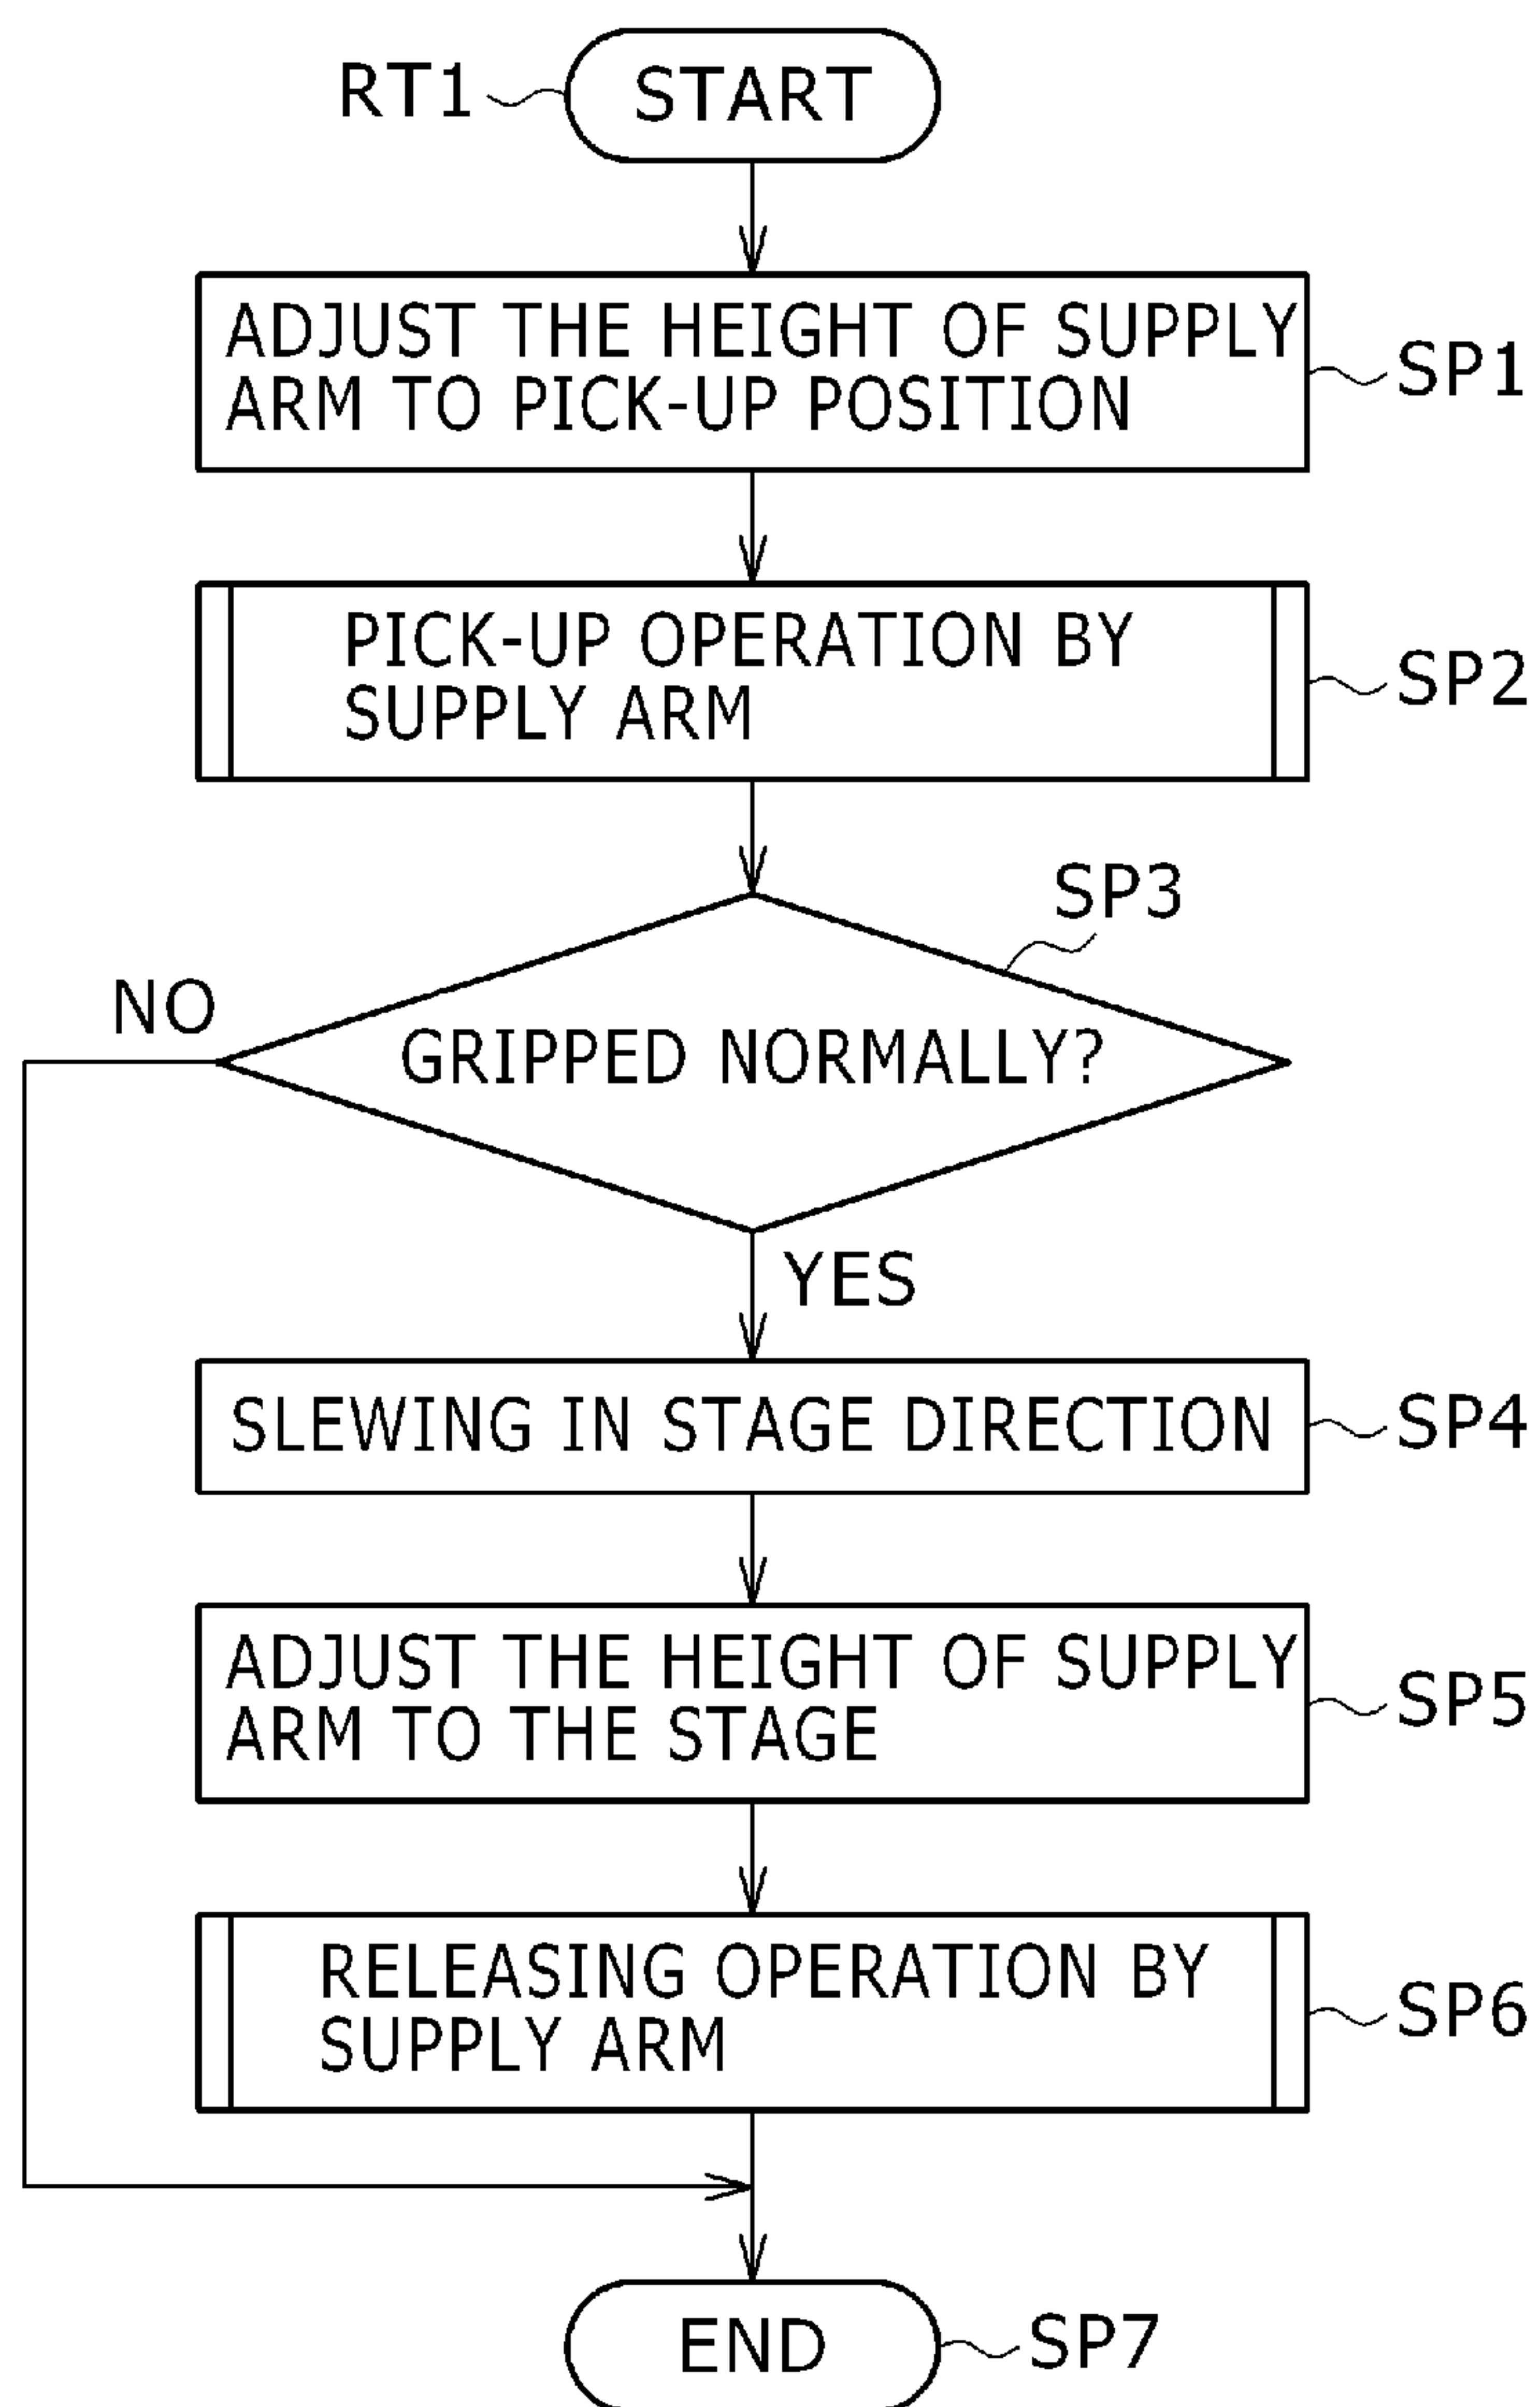 RT1
START
ADJUST THE HEIGHT OF SUPPLY
ARM TO PICK-UP POSITION
SP1
PICK-UP OPERATION BY
SUPPLY ARM
SP2
SP3
NO
GRIPPED NORMALLY?
YES
SLEWING IN STAGE DIRECTION
SP4
ADJUST THE HEIGHT OF SUPPLY
ARM TO THE STAGE
SP5
RELEASING OPERATION BY
SUPPLY ARM
SP6
END
SP7